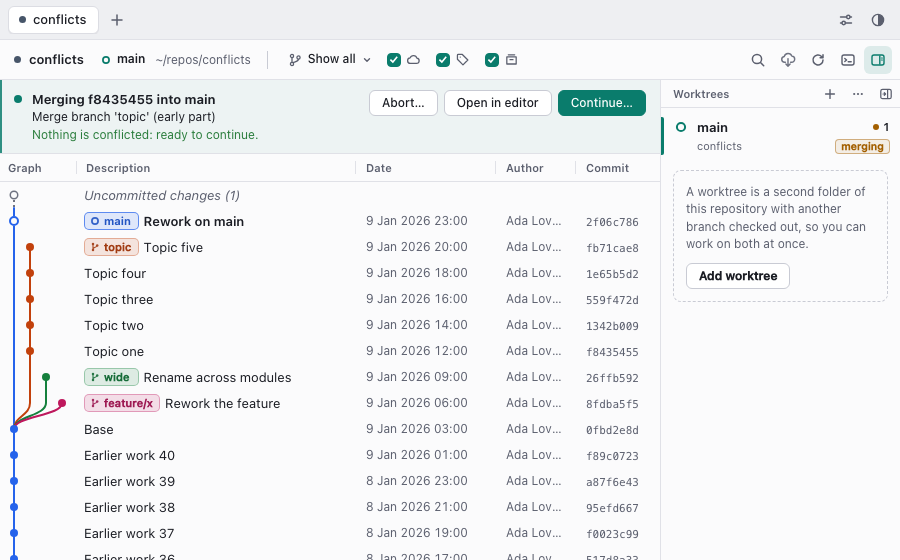 conflicts
conflicts main ~/repos/conflicts Show all
Merging f8435455 into main
Merge branch 'topic' (early part)
Nothing is conflicted: ready to continue.
Abort... Open in editor Continue...
Worktrees
main 1
conflicts merging
A worktree is a second folder of
this repository with another
branch checked out, so you can
work on both at once.
Add worktree
Graph Description Date Author Commit
Uncommitted changes (1)
main Rework on main 9 Jan 2026 23:00 Ada Lov... 2f06c786
topic Topic five 9 Jan 2026 20:00 Ada Lov... fb71cae8
Topic four 9 Jan 2026 18:00 Ada Lov... 1e65b5d2
Topic three 9 Jan 2026 16:00 Ada Lov... 559f472d
Topic two 9 Jan 2026 14:00 Ada Lov... 1342b009
Topic one 9 Jan 2026 12:00 Ada Lov... f8435455
wide Rename across modules 9 Jan 2026 09:00 Ada Lov... 26ffb592
feature/x Rework the feature 9 Jan 2026 06:00 Ada Lov... 8fdba5f5
Base 9 Jan 2026 03:00 Ada Lov... 0fbd2e8d
Earlier work 40 9 Jan 2026 01:00 Ada Lov... f89c0723
Earlier work 39 8 Jan 2026 23:00 Ada Lov... a87f6e43
Earlier work 38 8 Jan 2026 21:00 Ada Lov... 95efd667
Earlier work 37 8 Jan 2026 19:00 Ada Lov... f0023c99
Earlier work 36 8 Jan 2026 17:00 Ada Lov...